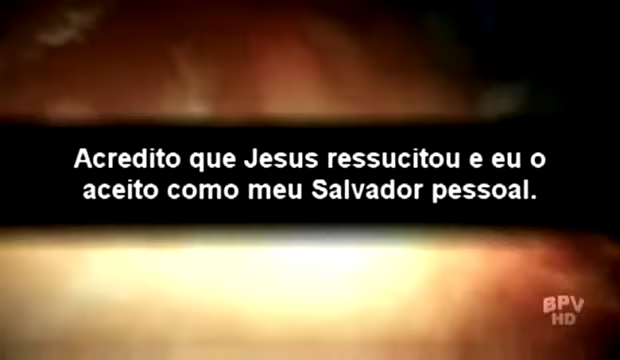 Acredito que Jesus ressucitou e eu o
aceito como meu Salvador pessoal.
BPV
HD